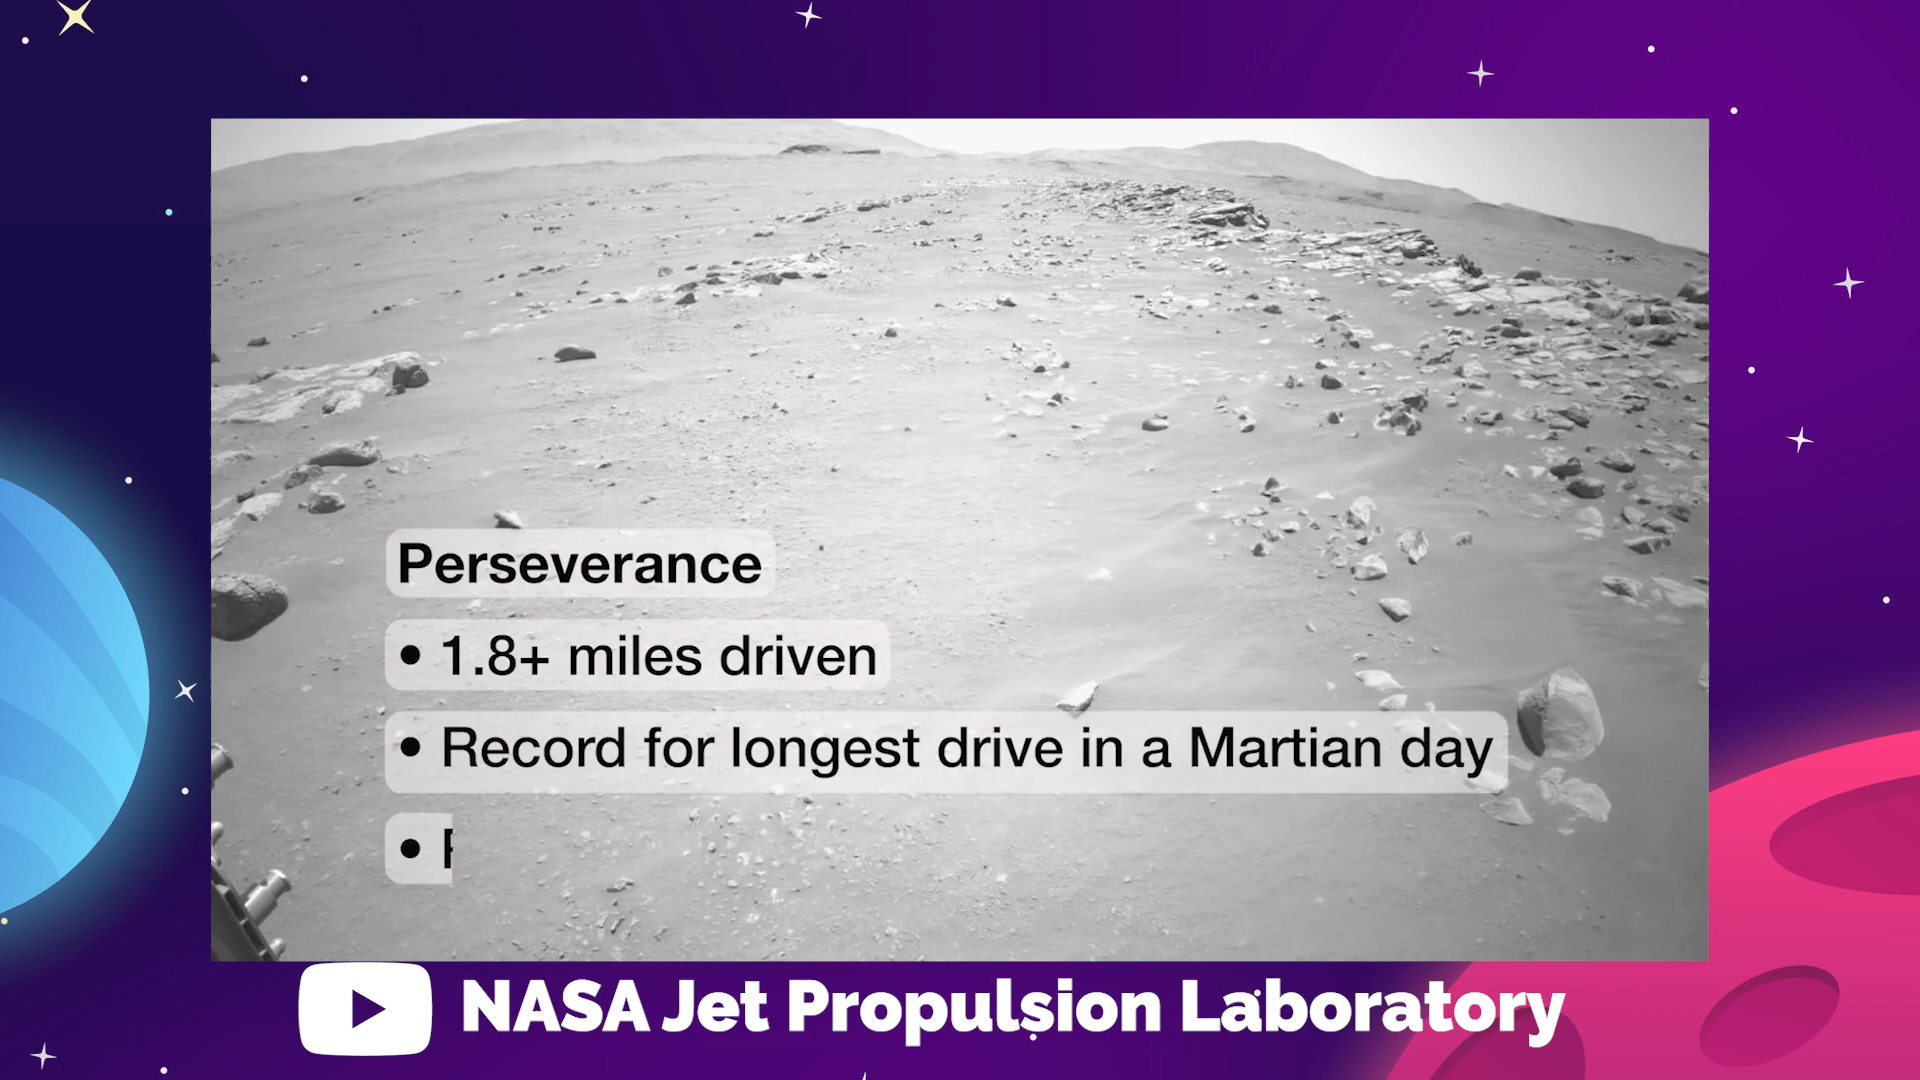 Perseverance
• 1.8+ miles driven
• Record for longest drive in a Martian day
•
NASA Jet Propulsion Laboratory